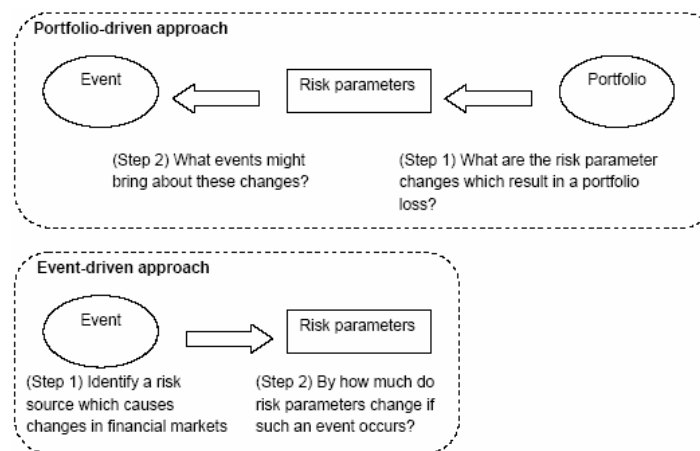 Portfolio-driven approach
Event
Risk parameters
Portfolio
(Step 2) What events might
bring about these changes?
(Step 1) What are the risk parameter
changes which result in a portfolio
loss?
Event-driven approach
Event
Risk parameters
(Step 1) Identify a risk
source which causes
changes in financial markets
(Step 2) By how much do
risk parameters change if
such an event occurs?